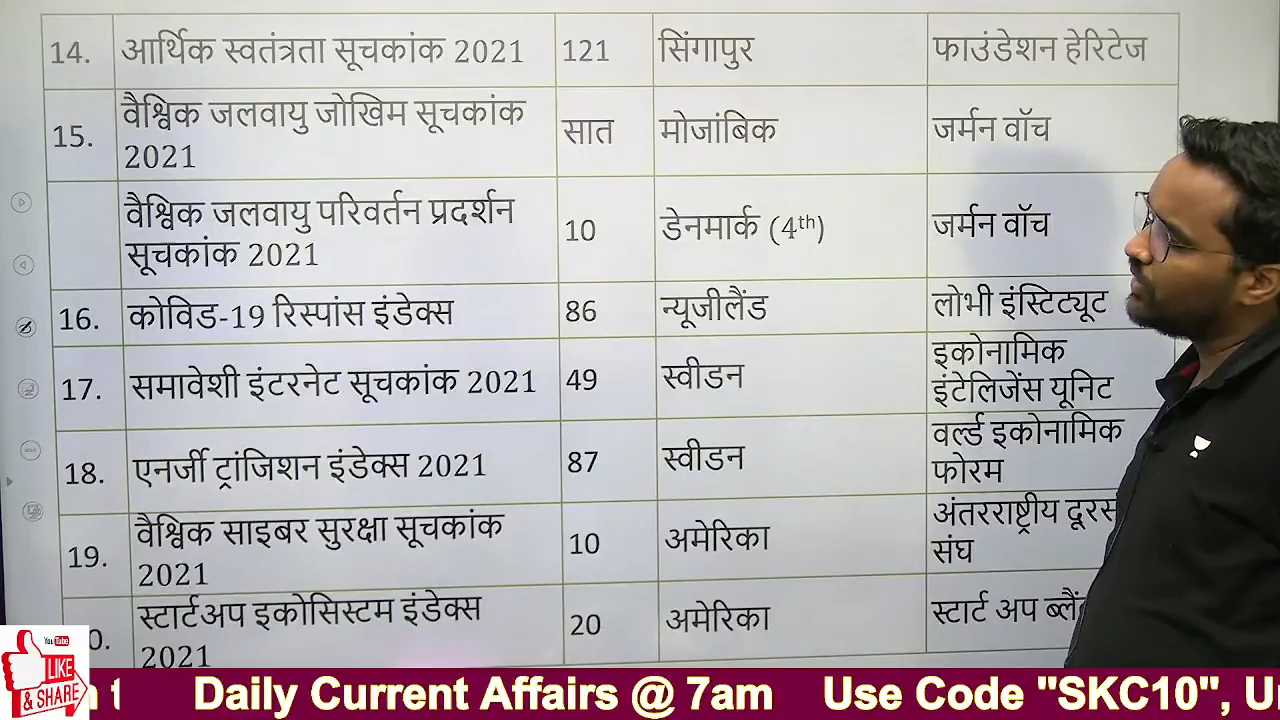 14. आर्थिक स्वतंत्रता सूचकांक 2021 121 सिंगापुर फाउंडेशन हेरिटेज
15. वैश्विक जलवायु जोखिम सूचकांक 2021 सात मोजांबिक जर्मन वॉच
वैश्विक जलवायु परिवर्तन प्रदर्शन सूचकांक 2021 10 डेनमार्क (4th) जर्मन वॉच
16. कोविड-19 रिस्पांस इंडेक्स 86 न्यूजीलैंड लोभी इंस्टिट्यूट
17. समावेशी इंटरनेट सूचकांक 2021 49 स्वीडन इकोनामिक इंटेलिजेंस यूनिट
18. एनर्जी ट्रांजिशन इंडेक्स 2021 87 स्वीडन वर्ल्ड इकोनामिक फोरम
19. वैश्विक साइबर सुरक्षा सूचकांक 2021 10 अमेरिका अंतरराष्ट्रीय संघ
0. स्टार्टअप इकोसिस्टम इंडेक्स 2021 20 अमेरिका स्टार्ट अप
YouTube
LIKE
& SHARE
Daily Current Affairs @ 7am Use Code "SKC10",